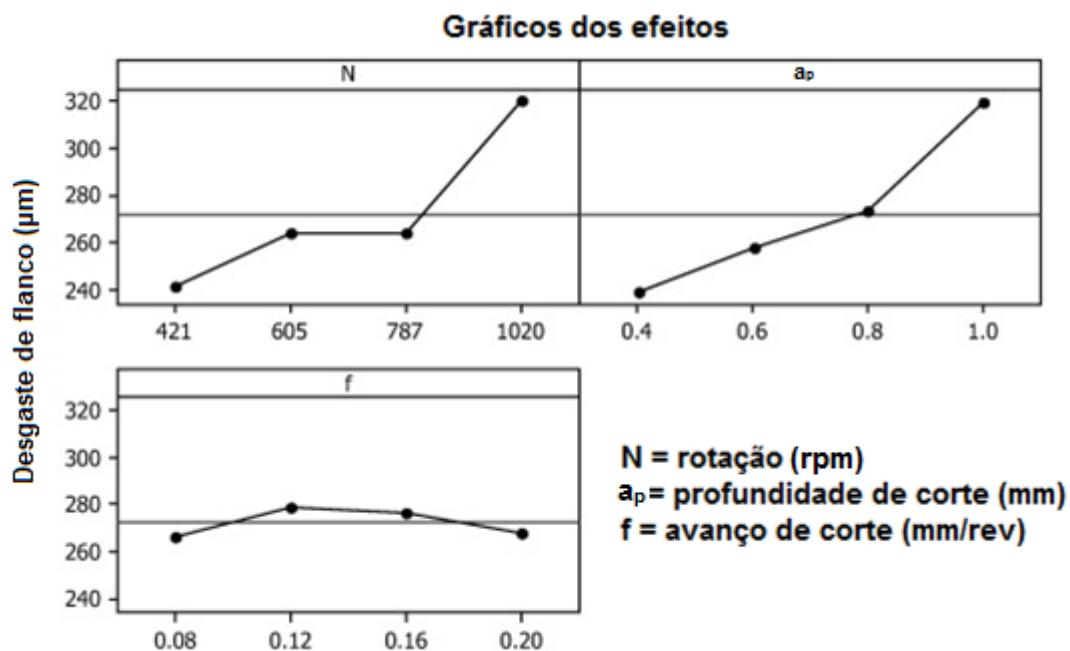 Gráficos dos efeitos
N
aₚ
Desgaste de flanco (µm)
320
300
280
260
240
421 605 787 1020
0.4 0.6 0.8 1.0
f
320
300
280
260
240
0.08 0.12 0.16 0.20
N = rotação (rpm)
aₚ= profundidade de corte (mm)
f = avanço de corte (mm/rev)